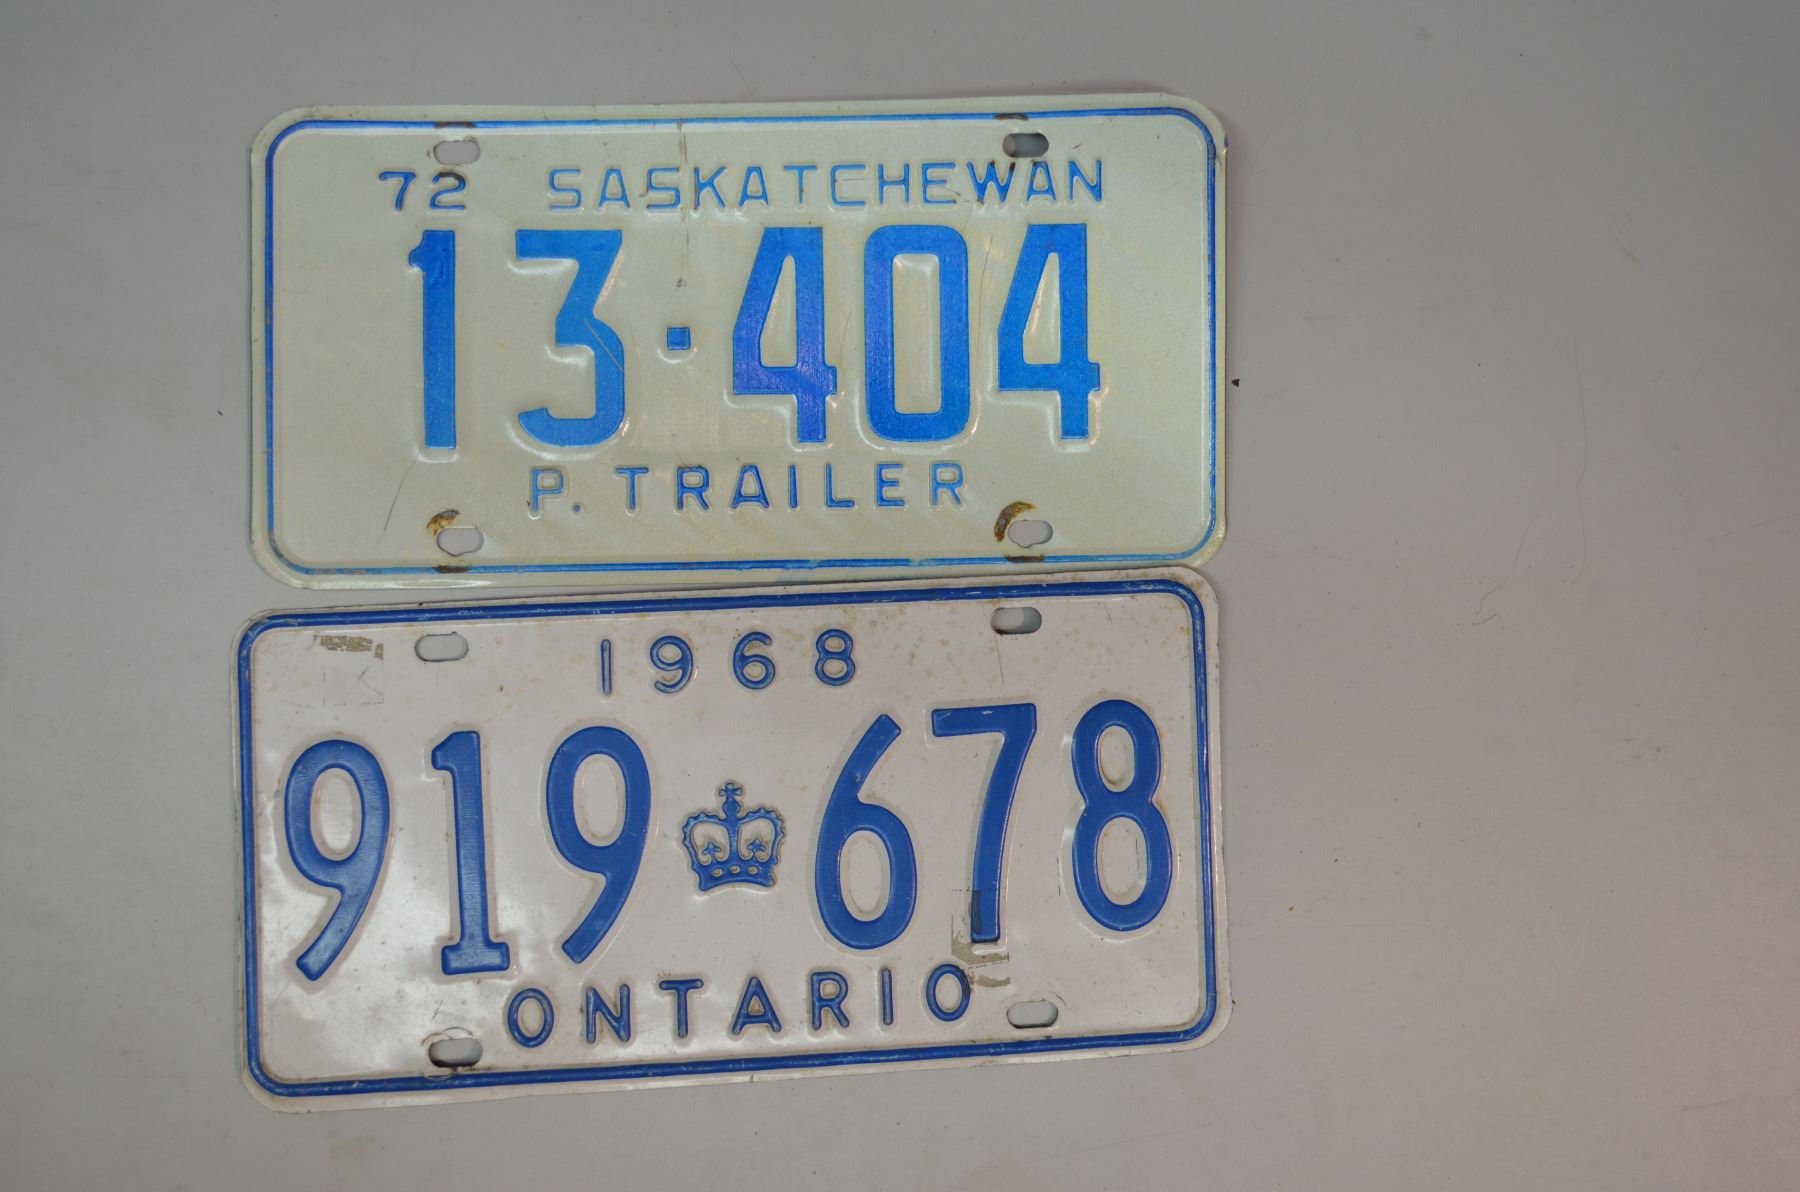 72 SASKATCHEWAN
13·404
P. TRAILER
1968
919 678
ONTARIO